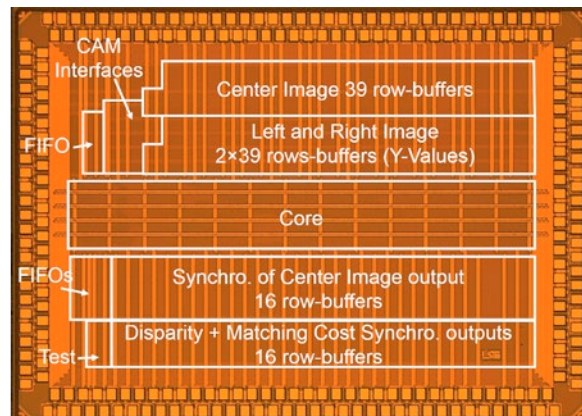 CAM
Interfaces
Center Image 39 row-buffers
FIFO
Left and Right Image
2×39 rows-buffers (Y-Values)
Core
FIFOs
Synchro. of Center Image output
16 row-buffers
Disparity + Matching Cost Synchro. outputs
16 row-buffers
Test